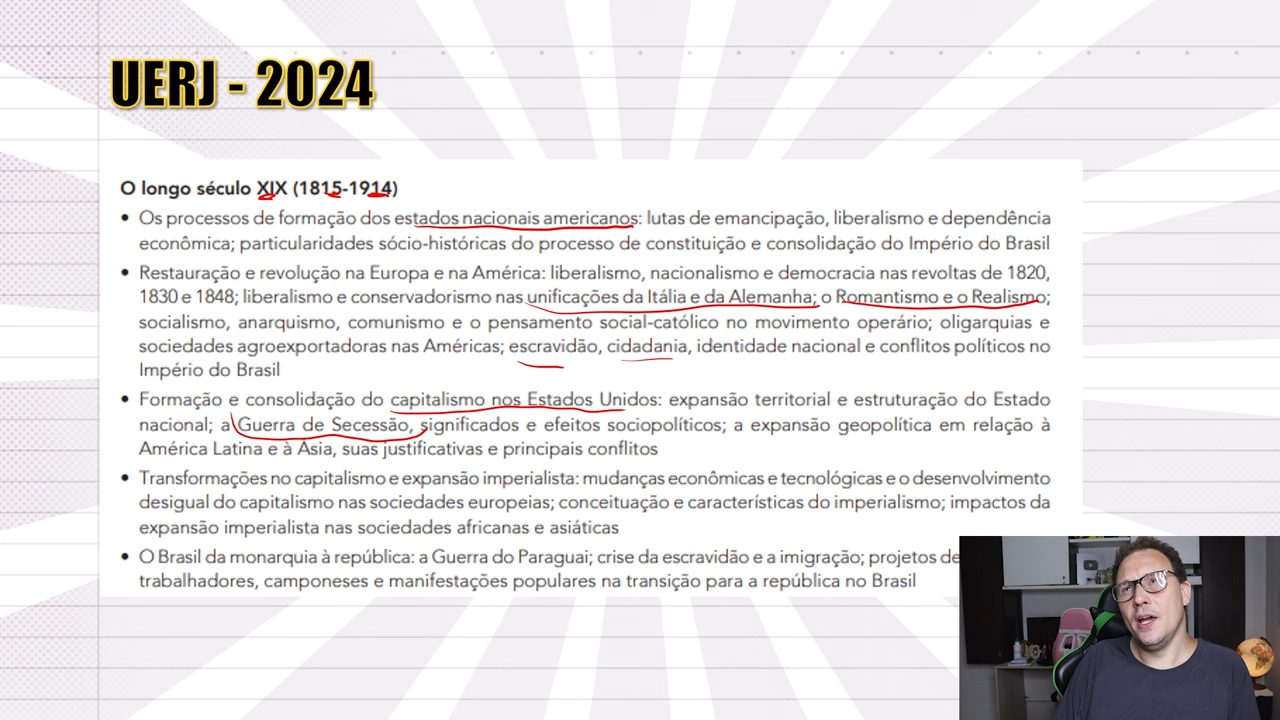 UERJ - 2024
O longo século XIX (1815-1914)
• Os processos de formação dos estados nacionais americanos: lutas de emancipação, liberalismo e dependência
econômica; particularidades sócio-históricas do processo de constituição e consolidação do Império do Brasil
• Restauração e revolução na Europa e na América: liberalismo, nacionalismo e democracia nas revoltas de 1820,
1830 e 1848; liberalismo e conservadorismo nas unificações da Itália e da Alemanha; o Romantismo e o Realismo;
socialismo, anarquismo, comunismo e o pensamento social-católico no movimento operário; oligarquias e
sociedades agroexportadoras nas Américas; escravidão, cidadania, identidade nacional e conflitos políticos no
Império do Brasil
• Formação e consolidação do capitalismo nos Estados Unidos: expansão territorial e estruturação do Estado
nacional; a Guerra de Secessão, significados e efeitos sociopolíticos; a expansão geopolítica em relação à
América Latina e à Ásia, suas justificativas e principais conflitos
• Transformações no capitalismo e expansão imperialista: mudanças econômicas e tecnológicas e o desenvolvimento
desigual do capitalismo nas sociedades europeias; conceituação e características do imperialismo; impactos da
expansão imperialista nas sociedades africanas e asiáticas
• O Brasil da monarquia à república: a Guerra do Paraguai; crise da escravidão e a imigração; projetos de
trabalhadores, camponeses e manifestações populares na transição para a república no Brasil